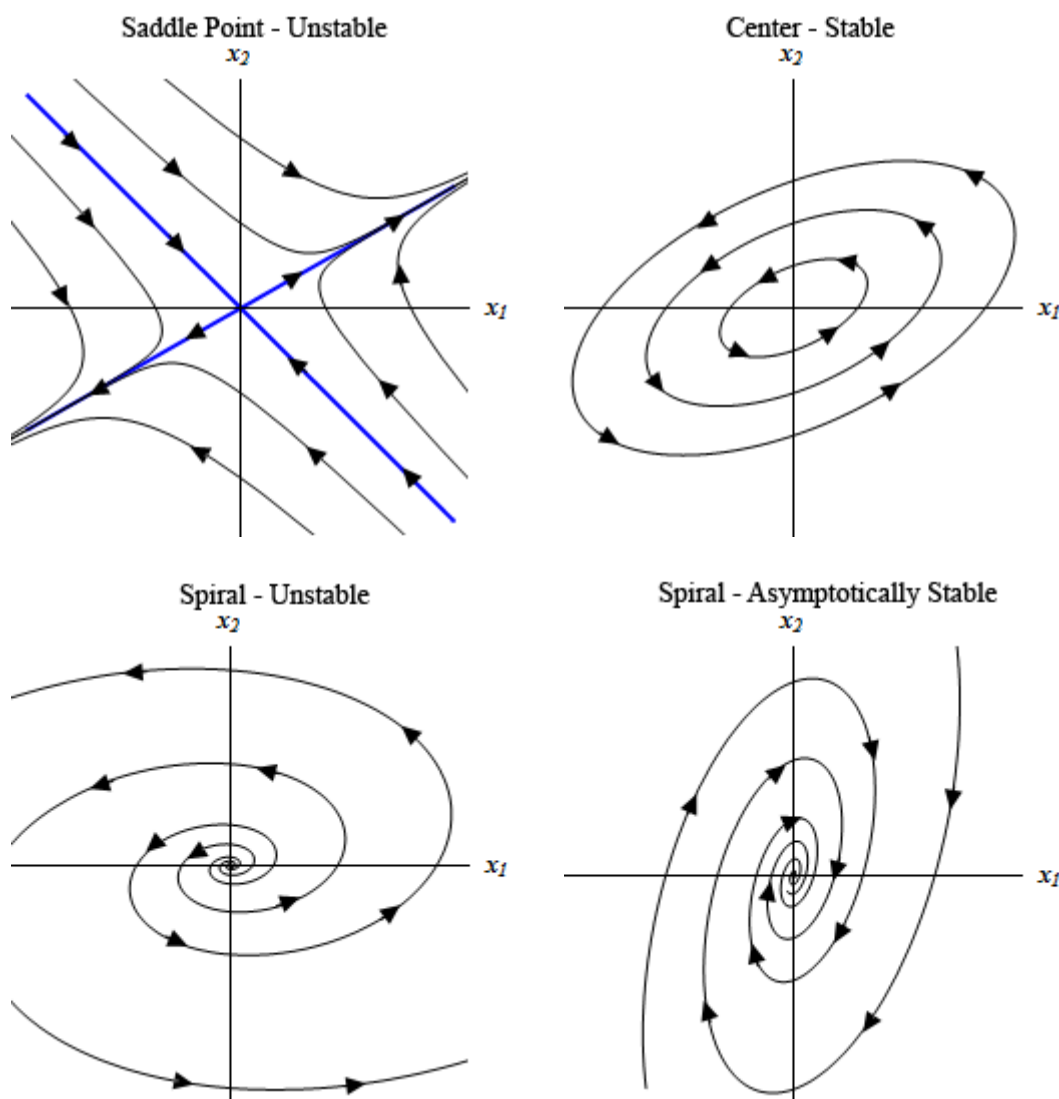 Saddle Point - Unstable
x2
x1
Center - Stable
x2
x1
Spiral - Unstable
x2
x1
Spiral - Asymptotically Stable
x2
x1